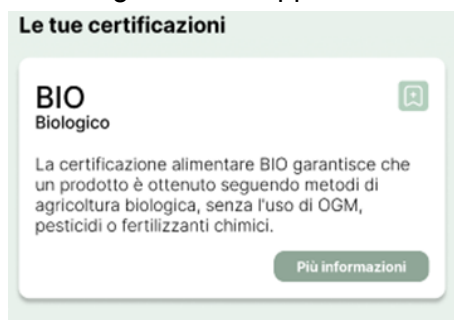 Le tue certificazioni
BIO
Biologico
La certificazione alimentare BIO garantisce che
un prodotto è ottenuto seguendo metodi di
agricoltura biologica, senza l'uso di OGM,
pesticidi o fertilizzanti chimici.
Più informazioni